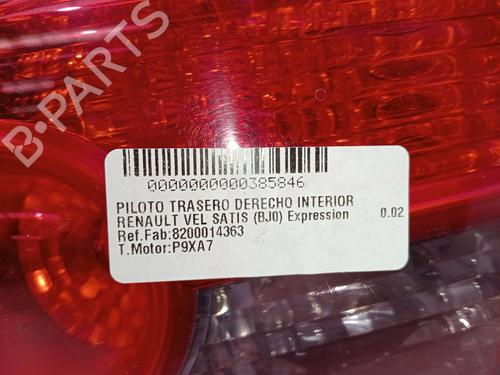 B-PARTS
0000000000385846
PILOTO TRASERO DERECHO INTERIOR
RENAULT VEL SATIS (BJ0) Expression 0.02
Ref.Fab:8200014363
T.Motor:P9XA7